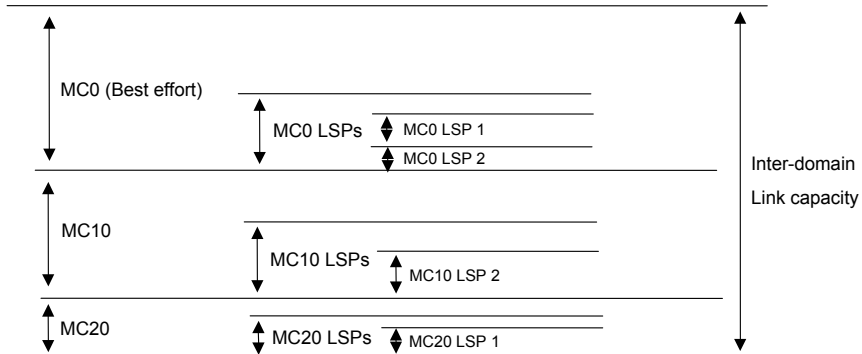 MC0 (Best effort)
MC0 LSPs
MC0 LSP 1
MC0 LSP 2
Inter-domain
Link capacity
MC10
MC10 LSPs
MC10 LSP 2
MC20
MC20 LSPs
MC20 LSP 1